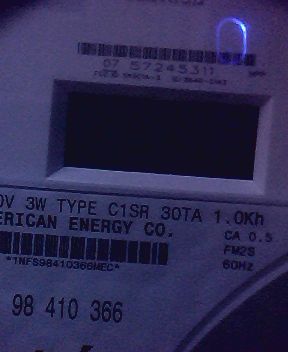 07 57245311
0V 3W TYPE C1SR 30TA 1.0Kh
ERICAN ENERGY CO.
CA 0.5
FM2S
60Hz
*1NFS98410366MEC*
98 410 366